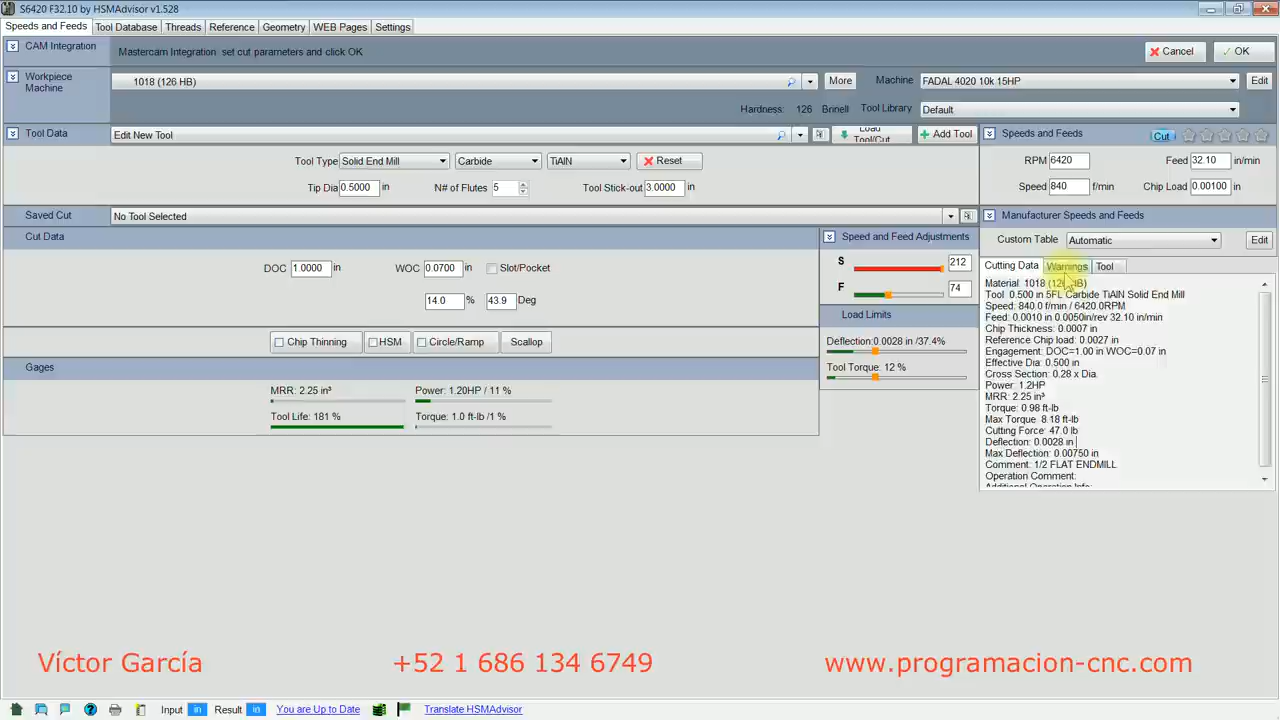 S6420 F32.10 by HSMAdvisor v1.528
Speeds and Feeds Tool Database Threads Reference Geometry WEB Pages Settings
CAM Integration Mastercam Integration set cut parameters and click OK Cancel OK
Workpiece Machine 1018 (126 HB) More Machine FADAL 4020 10k 15HP Edit
Hardness: 126 Brinell Tool Library Default
Tool Data Edit New Tool Load Tool/Cut Add Tool Speeds and Feeds Cut
Tool Type Solid End Mill Carbide TiAlN Reset RPM 6420 Feed 32.10 in/min
Tip Dia 0.5000 in N# of Flutes 5 Tool Stick-out 3.0000 in Speed 840 f/min Chip Load 0.00100 in
Saved Cut No Tool Selected Manufacturer Speeds and Feeds
Cut Data Speed and Feed Adjustments Custom Table Automatic Edit
DOC 1.0000 in WOC 0.0700 in Slot/Pocket S 212
14.0 % 43.9 Deg F 74
Chip Thinning HSM Circle/Ramp Scallop
Load Limits
Deflection:0.0028 in /37.4%
Tool Torque: 12 %
Gages
MRR: 2.25 in³ Power: 1.20HP / 11 %
Tool Life: 181 % Torque: 1.0 ft-lb /1 %
Cutting Data Warnings Tool
Material 1018 (126 HB)
Tool 0.500 in 5FL Carbide TiAlN Solid End Mill
Speed: 840.0 f/min / 6420.0RPM
Feed: 0.0010 in 0.0050in/rev 32.10 in/min
Chip Thickness: 0.0007 in
Reference Chip load: 0.0027 in
Engagement: DOC=1.00 in WOC=0.07 in
Effective Dia: 0.500 in
Cross Section: 0.28 x Dia.
Power: 1.2HP
MRR: 2.25 in³
Torque: 0.98 ft-lb
Max Torque 8.18 ft-lb
Cutting Force: 47.0 lb
Deflection: 0.0028 in
Max Deflection: 0.00750 in
Comment: 1/2 FLAT ENDMILL
Operation Comment:
Additional Operation Info:
Víctor García +52 1 686 134 6749 www.programacion-cnc.com
Input in Result in You are Up to Date Translate HSMAdvisor